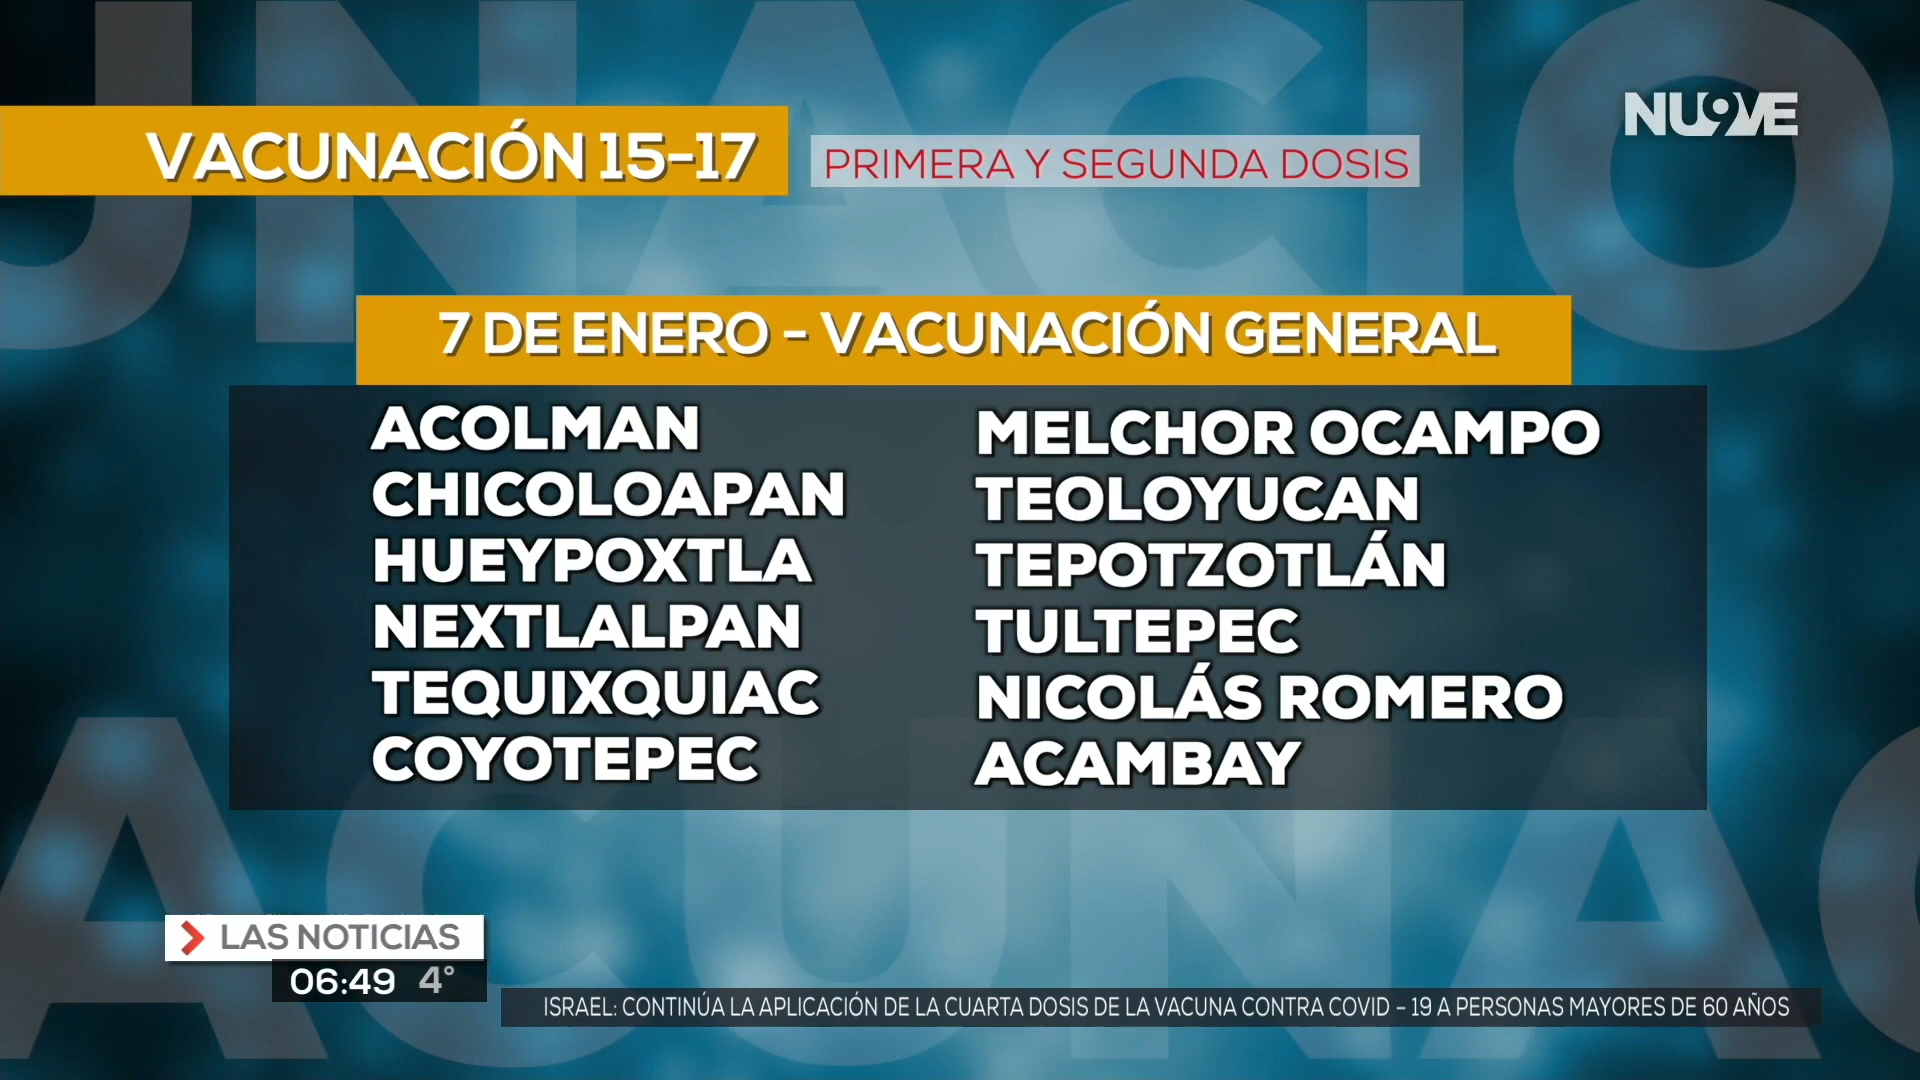 NU9VE
VACUNACIÓN 15-17
PRIMERA Y SEGUNDA DOSIS
7 DE ENERO - VACUNACIÓN GENERAL
ACOLMAN
CHICOLOAPAN
HUEYPOXTLA
NEXTLALPAN
TEQUIXQUIAC
COYOTEPEC
MELCHOR OCAMPO
TEOLOYUCAN
TEPOTZOTLÁN
TULTEPEC
NICOLÁS ROMERO
ACAMBAY
LAS NOTICIAS
06:49 4°
ISRAEL: CONTINÚA LA APLICACIÓN DE LA CUARTA DOSIS DE LA VACUNA CONTRA COVID – 19 A PERSONAS MAYORES DE 60 AÑOS
UNACIO
ACUNAC